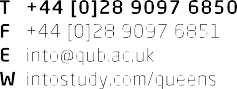 T +44 [0]28 9097 6850
F +44 [0]28 9097 6851
E into@qub.ac.uk
W intostudy.com/queens